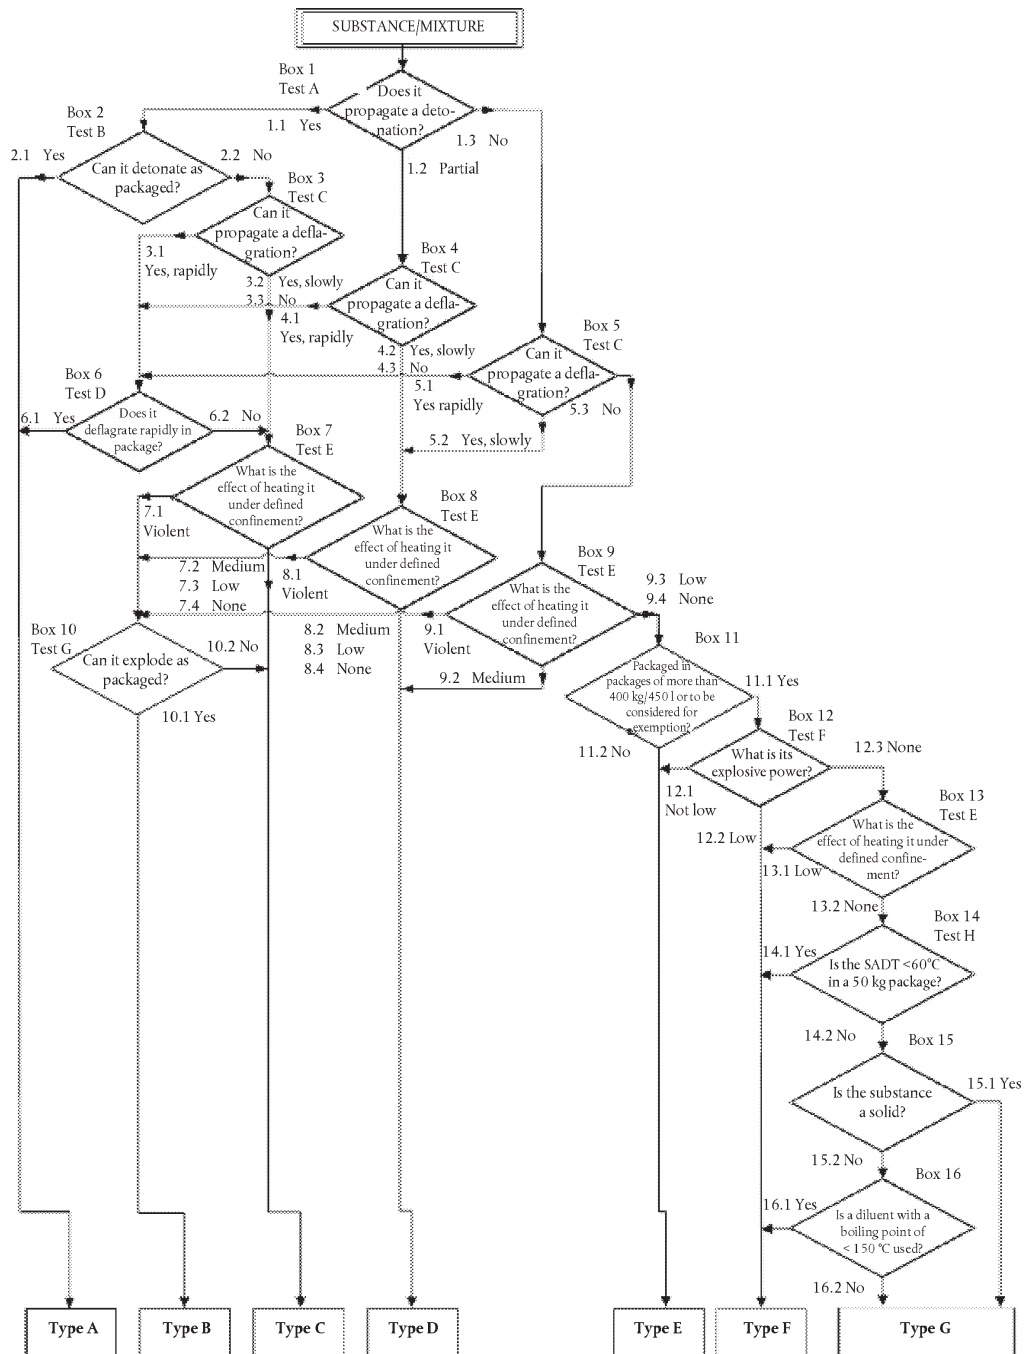 SUBSTANCE/MIXTURE
Box 1
Test A
Does it
propagate a deto-
nation?
1.1 Yes
1.2 Partial
1.3 No
Box 2
Test B
Can it detonate as
packaged?
2.1 Yes
2.2 No
Box 3
Test C
Can it
propagate a defla-
gration?
3.1
Yes, rapidly
3.2 Yes, slowly
3.3 No
Box 4
Test C
Can it
propagate a defla-
gration?
4.1
Yes, rapidly
4.2 Yes, slowly
4.3 No
Box 5
Test C
Can it
propagate a defla-
gration?
5.1
Yes rapidly
5.2 Yes, slowly
5.3 No
Box 6
Test D
Does it
deflagrate rapidly in
package?
6.1 Yes
6.2 No
Box 7
Test E
What is the
effect of heating it
under defined
confinement?
7.1
Violent
7.2 Medium
7.3 Low
7.4 None
Box 8
Test E
What is the
effect of heating it
under defined
confinement?
8.1
Violent
8.2 Medium
8.3 Low
8.4 None
Box 9
Test E
What is the
effect of heating it
under defined
confinement?
9.1
Violent
9.2 Medium
9.3 Low
9.4 None
Box 10
Test G
Can it explode as
packaged?
10.1 Yes
10.2 No
Box 11
Packaged in
packages of more than
400 kg/450 l or to be
considered for
exemption?
11.1 Yes
11.2 No
Box 12
Test F
What is its
explosive power?
12.1
Not low
12.2 Low
12.3 None
Box 13
Test E
What is the
effect of heating it under
defined confine-
ment?
13.1 Low
13.2 None
Box 14
Test H
Is the SADT <60°C
in a 50 kg package?
14.1 Yes
14.2 No
Box 15
Is the substance
a solid?
15.1 Yes
15.2 No
Box 16
Is a diluent with a
boiling point of
< 150 °C used?
16.1 Yes
16.2 No
Type A
Type B
Type C
Type D
Type E
Type F
Type G